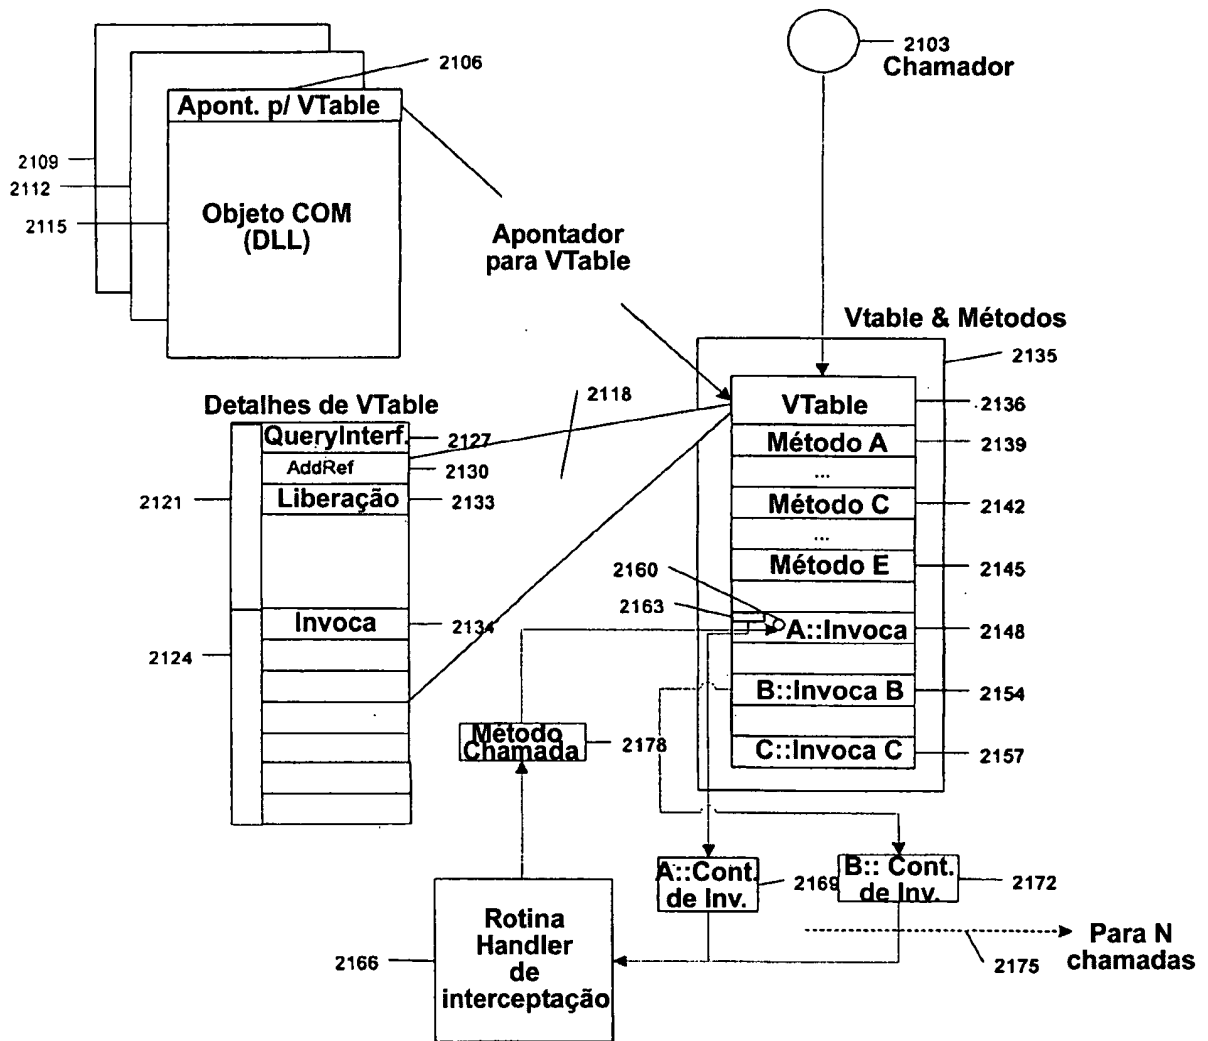 2103
Chamador
2106
Apont. p/ VTable
2109
2112
2115
Objeto COM
(DLL)
Apontador
para VTable
Vtable & Métodos
2135
VTable
2136
Método A
2139
...
Método C
2142
...
Método E
2145
2160
2163
A::Invoca
2148
B::Invoca B
2154
C::Invoca C
2157
Detalhes de VTable
2118
QueryInterf.
2127
AddRef
2130
2121
Liberação
2133
Invoca
2134
2124
Método
Chamada
2178
A::Cont.
de Inv.
2169
B:: Cont.
de Inv.
2172
Rotina
Handler
de
interceptação
2166
2175
Para N
chamadas